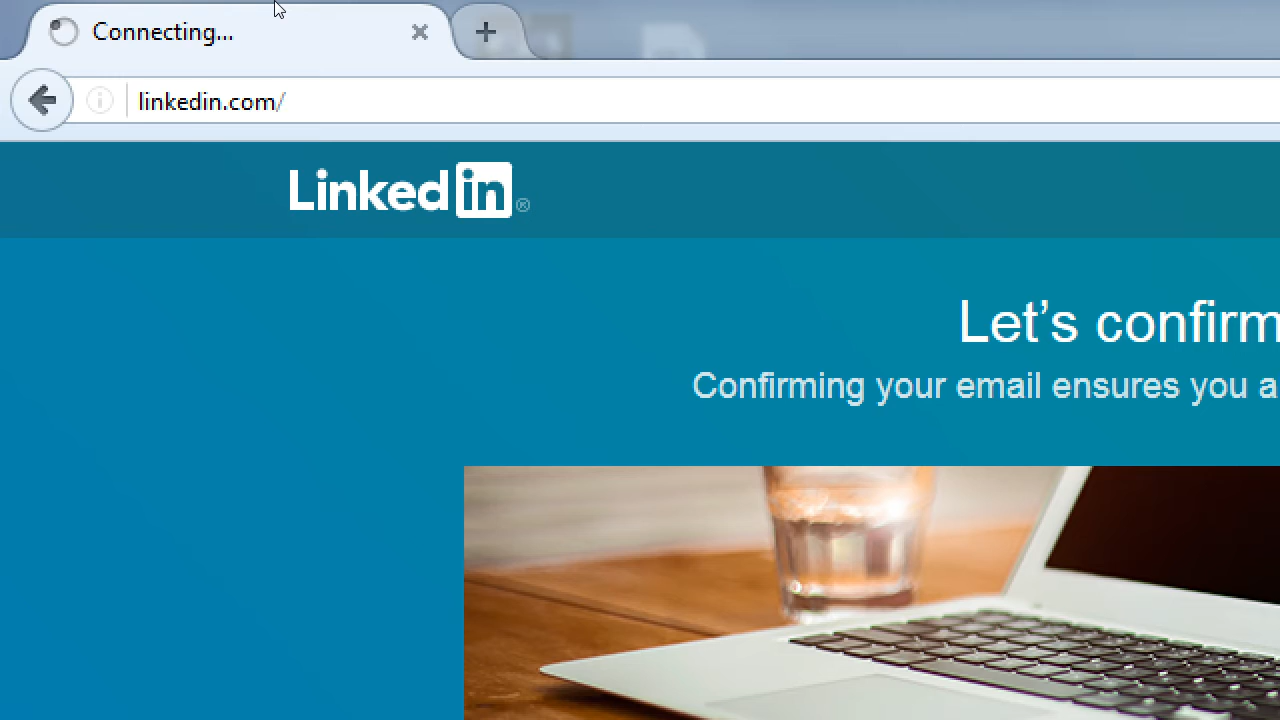 Connecting...
linkedin.com/
Linkedin®
Let’s confirm
Confirming your email ensures you a